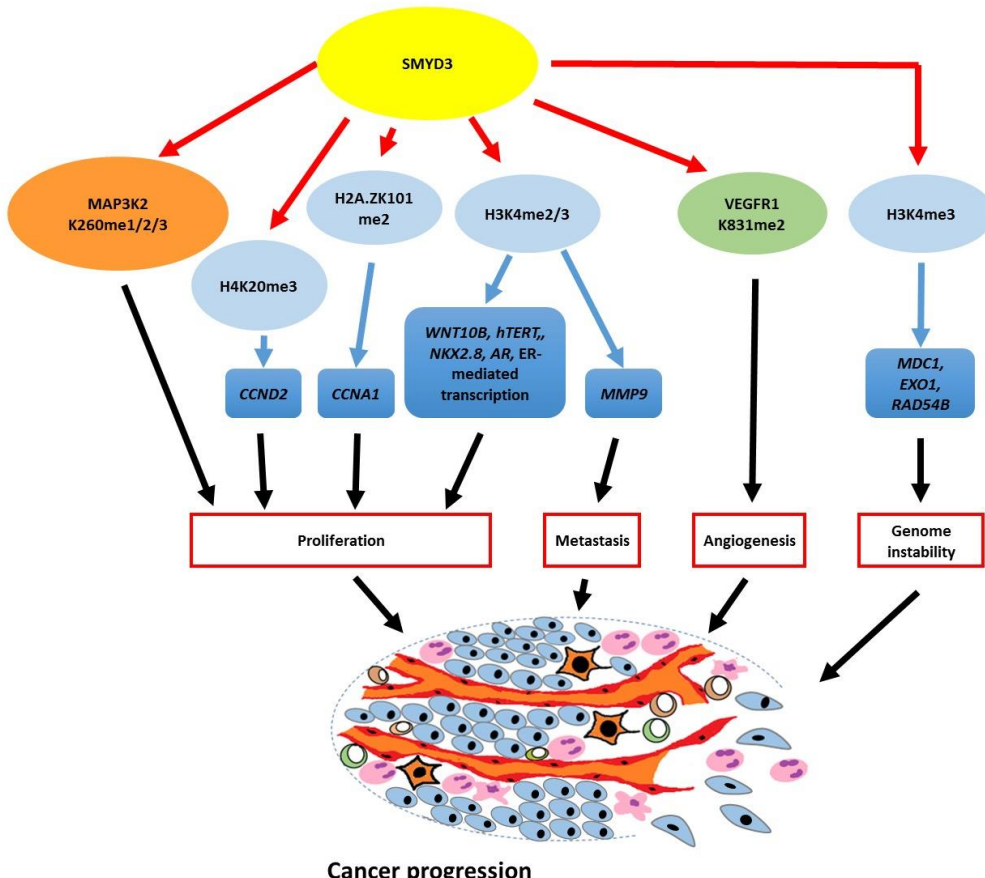 SMYD3
MAP3K2
K260me1/2/3
H4K20me3
H2A.ZK101
me2
H3K4me2/3
VEGFR1
K831me2
H3K4me3
CCND2
CCNA1
WNT10B, hTERT,,
NKX2.8, AR, ER-
mediated
transcription
MMP9
MDC1,
EXO1,
RAD54B
Proliferation
Metastasis
Angiogenesis
Genome
instability
Cancer progression